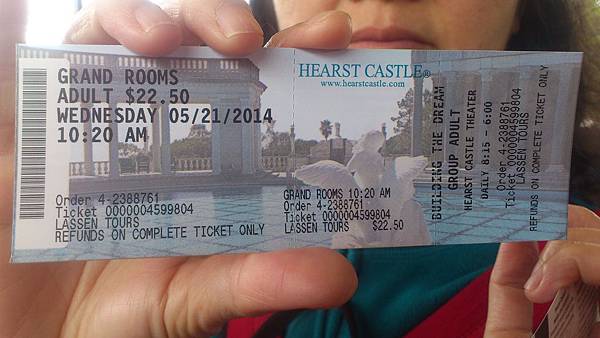 GRAND ROOMS
ADULT $22.50
WEDNESDAY 05/21/2014
10:20 AM
Order 4-2388761
Ticket 0000004599804
LASSEN TOURS
REFUNDS ON COMPLETE TICKET ONLY
HEARST CASTLE®
www.hearstcastle.com
GRAND ROOMS 10:20 AM
Order 4-2388761
Ticket 0000004599804
LASSEN TOURS $22.50
BUILDING THE DREAM
GROUP ADULT
HEARST CASTLE THEATER
DAILY 8:15 - 6:00
Order 4-2388761
Ticket 0000004599804
LASSEN TOURS
REFUNDS ON COMPLETE TICKET ONLY